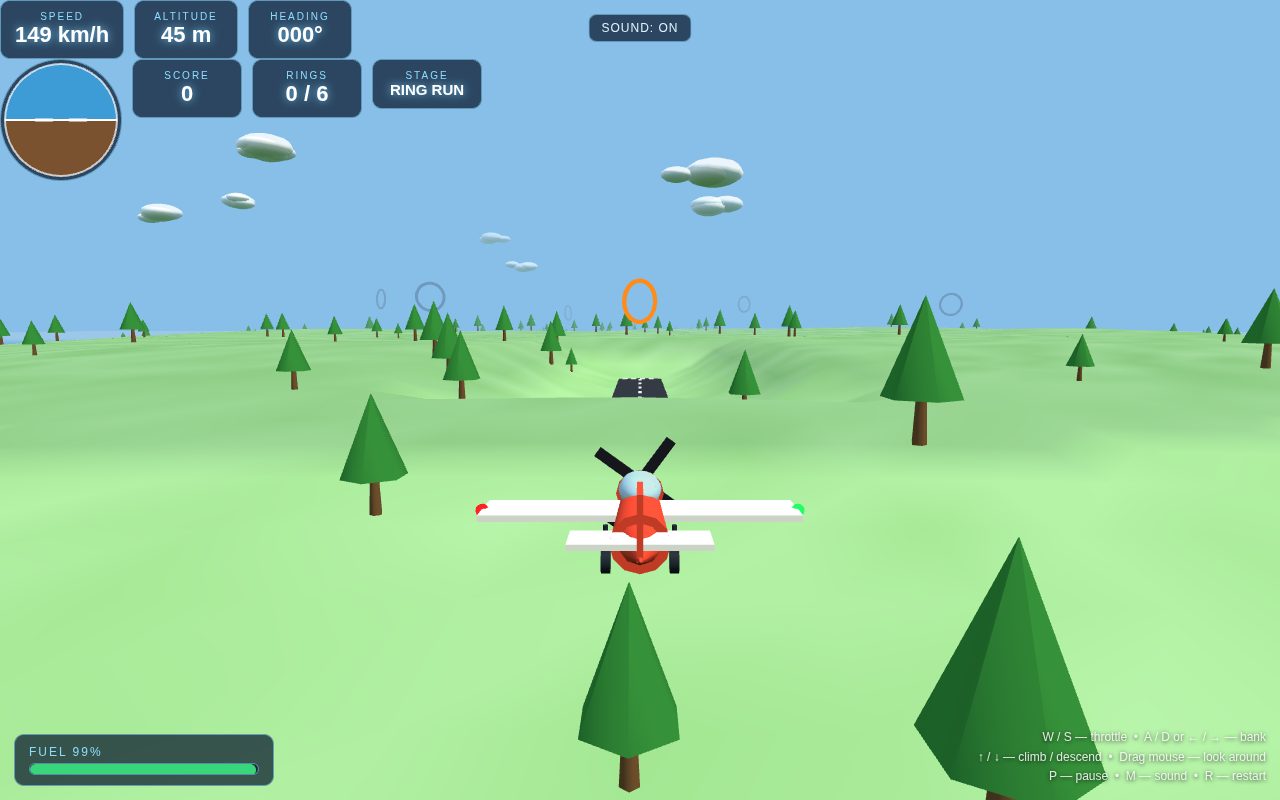 SPEED
149 km/h
ALTITUDE
45 m
HEADING
000°
SOUND: ON
SCORE
0
RINGS
0 / 6
STAGE
RING RUN
FUEL 99%
W / S — throttle • A / D or ← / → — bank
↑ / ↓ — climb / descend • Drag mouse — look around
P — pause • M — sound • R — restart